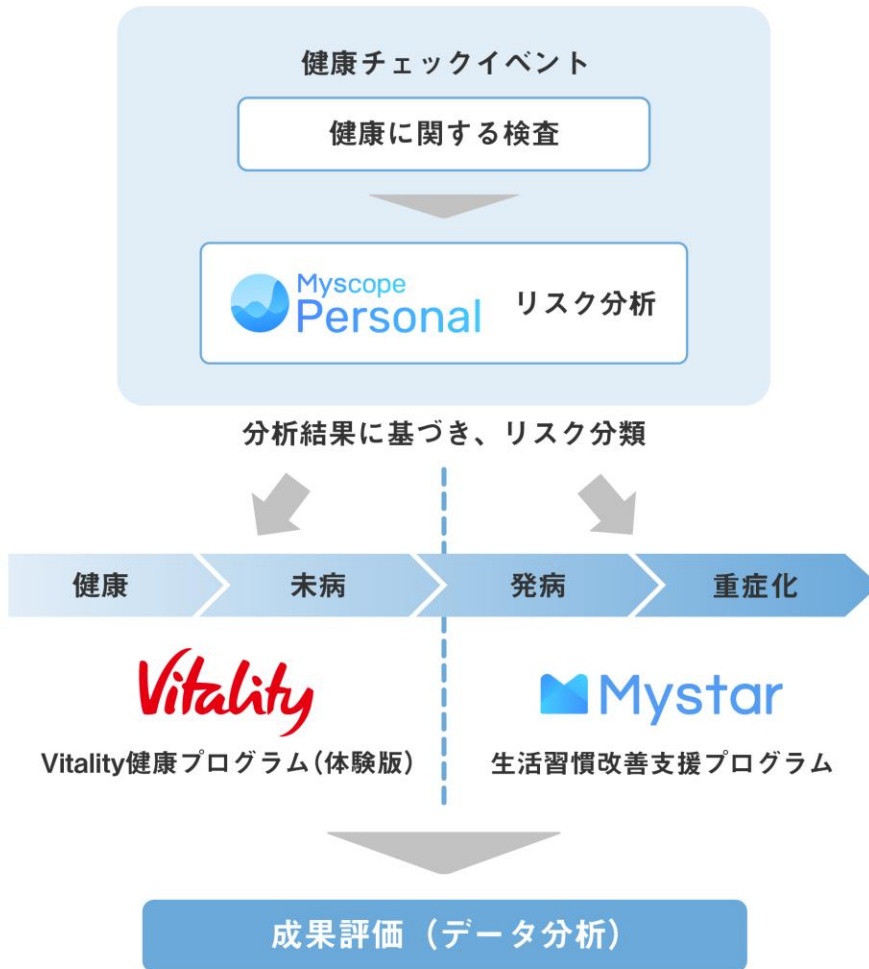 健康チェックイベント
健康に関する検査
Myscope
Personal リスク分析
分析結果に基づき、リスク分類
健康 未病 発病 重症化
Vitality Mystar
Vitality健康プログラム（体験版） 生活習慣改善支援プログラム
成果評価（データ分析）